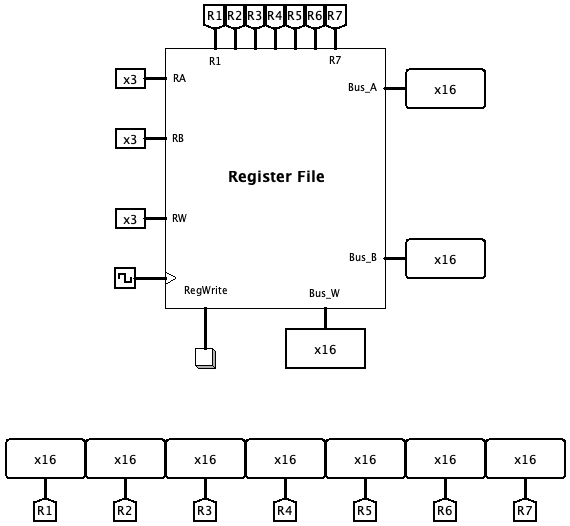 R1 R2 R3 R4 R5 R6 R7
R1 R7
x3 RA
Bus_A x16
x3 RB
Register File
x3 RW
Bus_B x16
RegWrite Bus_W
x16
x16 x16 x16 x16 x16 x16 x16
R1 R2 R3 R4 R5 R6 R7